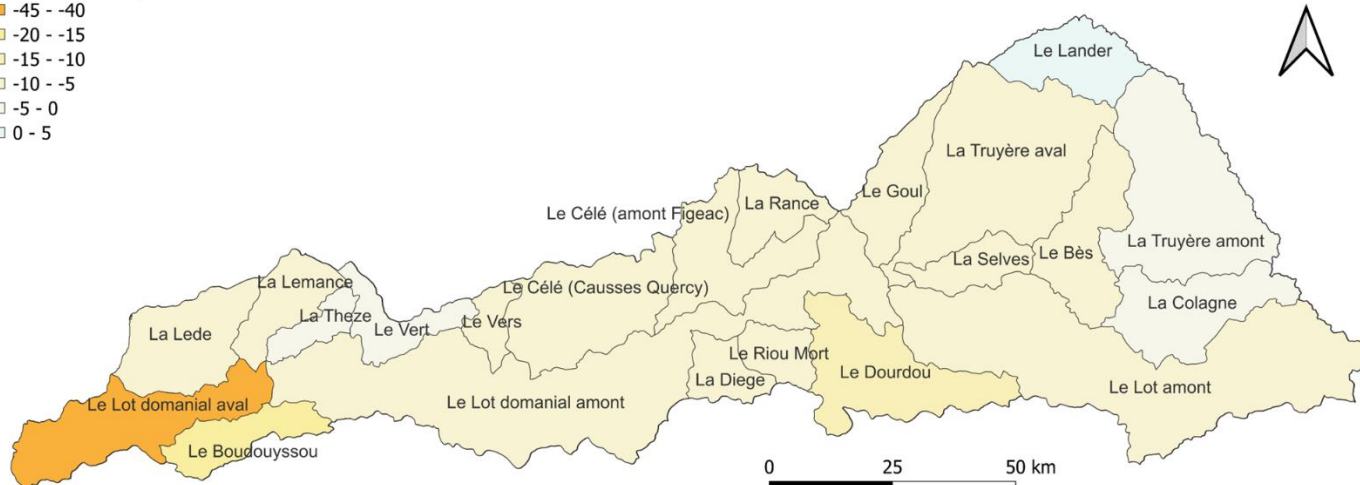 -45 - -40
-20 - -15
-15 - -10
-10 - -5
-5 - 0
0 - 5
Le Lander
La Truyère aval
Le Goul
La Rance
Le Célé (amont Figeac)
La Truyère amont
Le Bès
La Selves
La Lemance
Le Célé (Causses Quercy)
La Colagne
La Theze
Le Vers
Le Vert
La Lede
Le Riou Mort
Le Dourdou
La Diege
Le Lot amont
Le Lot domanial aval
Le Lot domanial amont
Le Boudouyssou
0 25 50 km